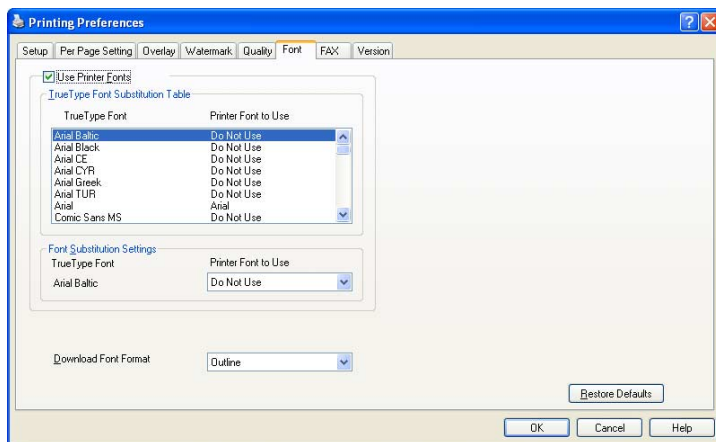 Printing Preferences
Setup Per Page Setting Overlay Watermark Quality Font FAX Version
Use Printer Fonts
TrueType Font Substitution Table
TrueType Font Printer Font to Use
Arial Baltic Do Not Use
Arial Black Do Not Use
Arial CE Do Not Use
Arial CYR Do Not Use
Arial Greek Do Not Use
Arial TUR Do Not Use
Arial Arial
Comic Sans MS Do Not Use
Font Substitution Settings
TrueType Font Printer Font to Use
Arial Baltic Do Not Use
Download Font Format Outline
Restore Defaults
OK Cancel Help